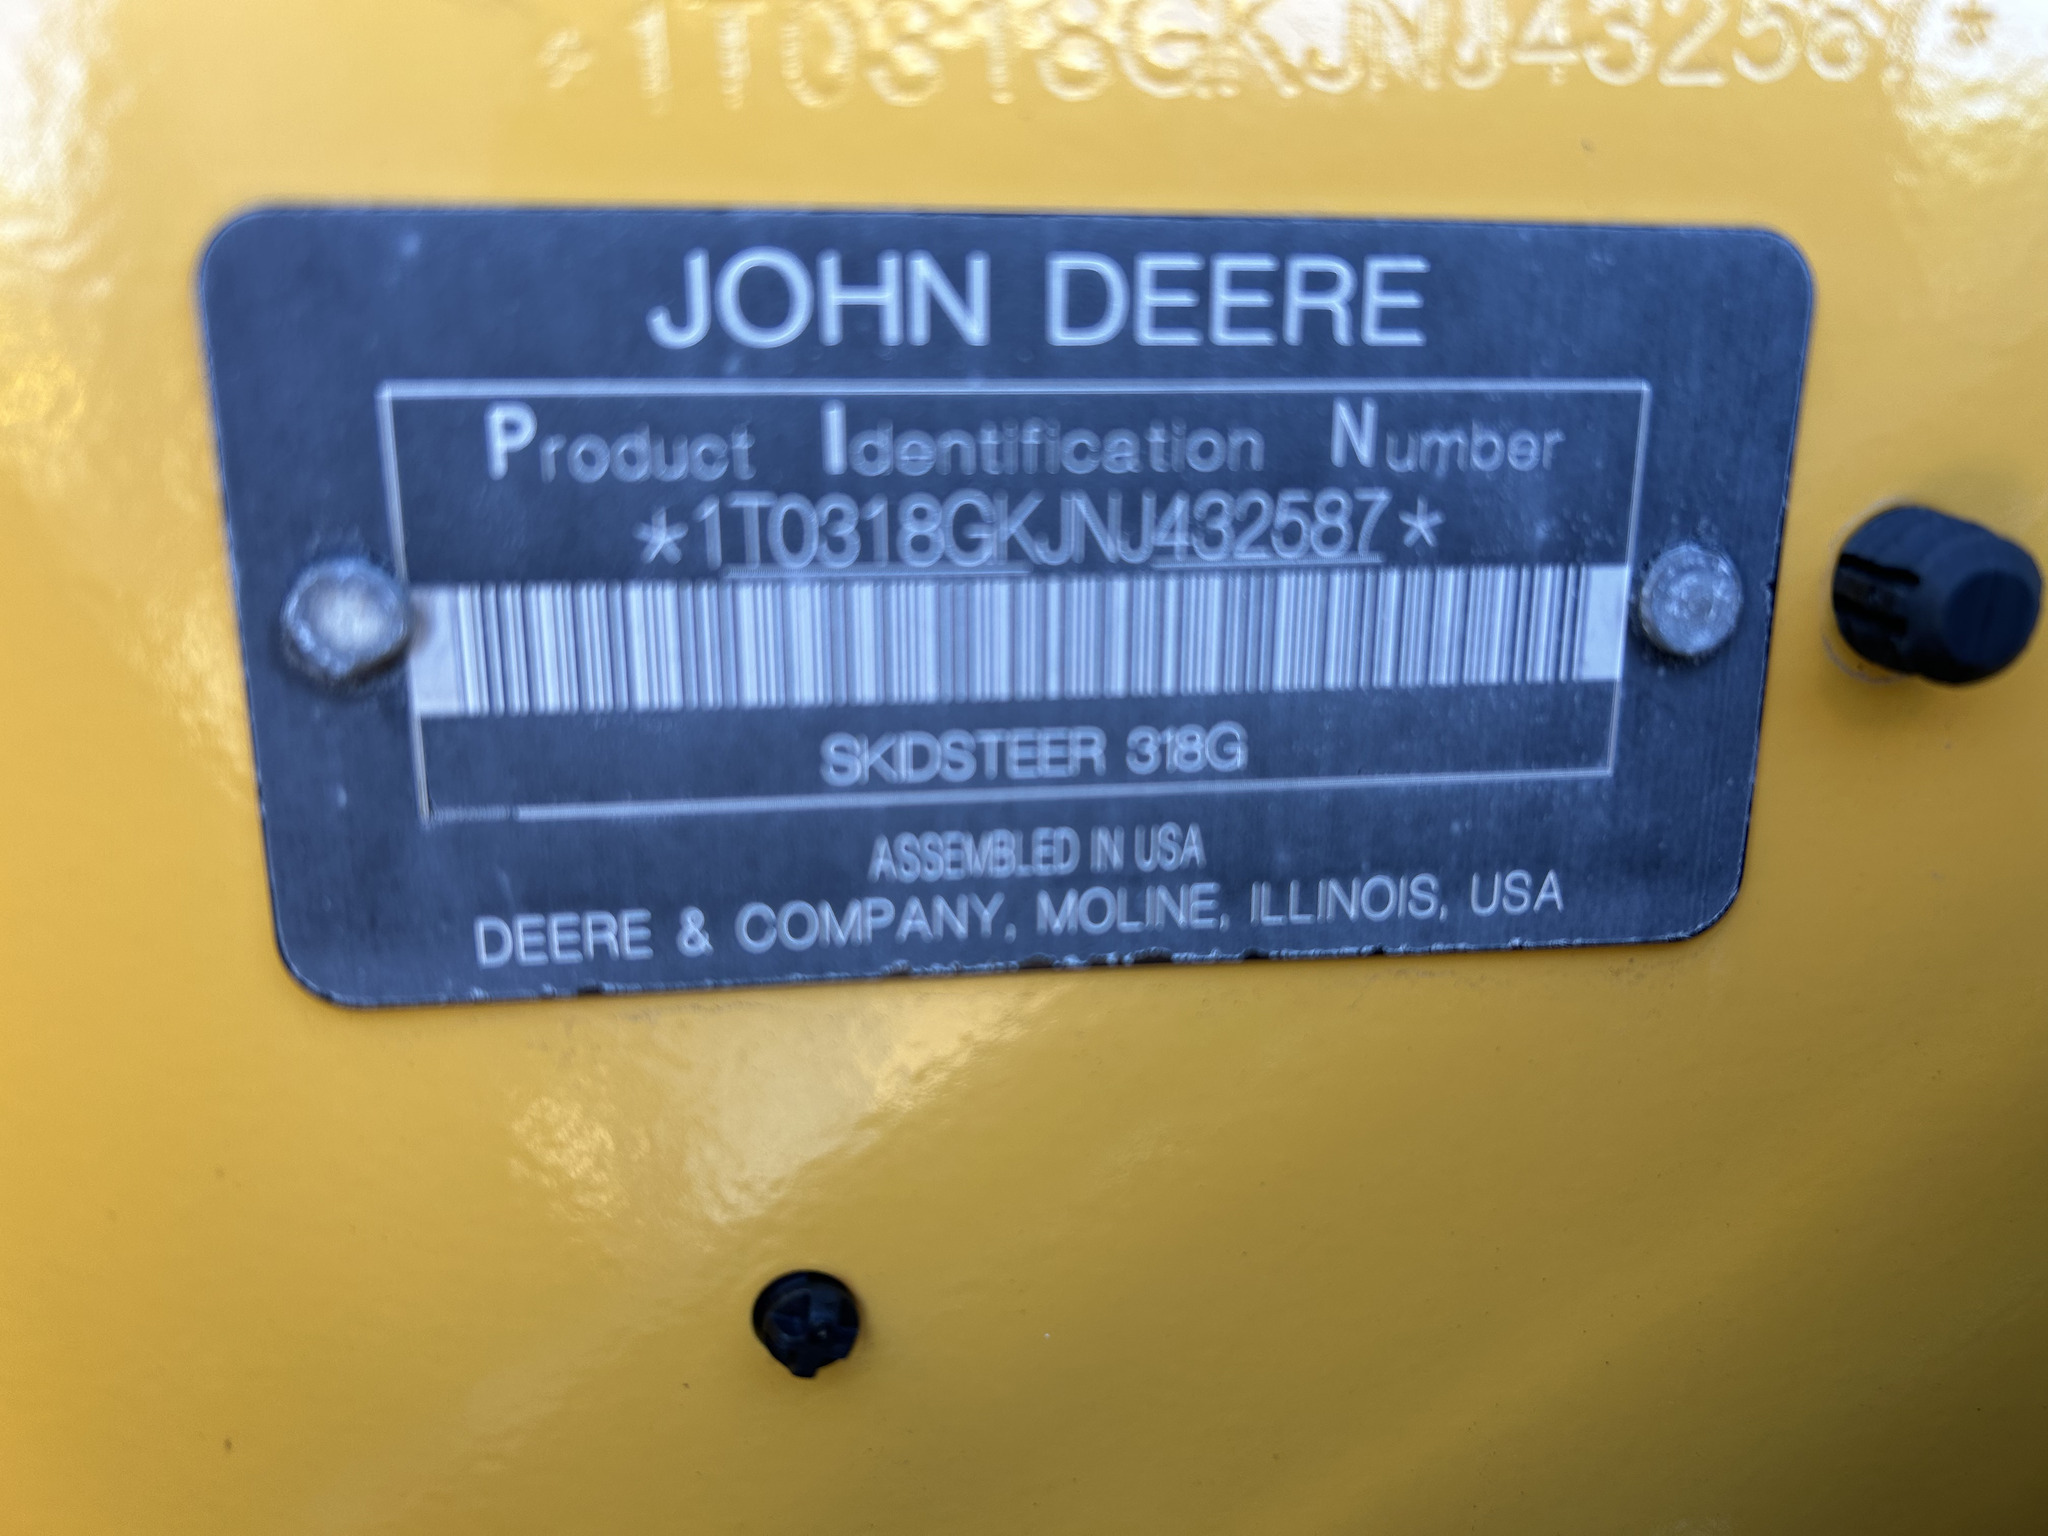 *1T0318GKJNJ432587*
JOHN DEERE
Product Identification Number
*1T0318GKJNJ432587*
SKIDSTEER 318G
ASSEMBLED IN USA
DEERE & COMPANY, MOLINE, ILLINOIS, USA